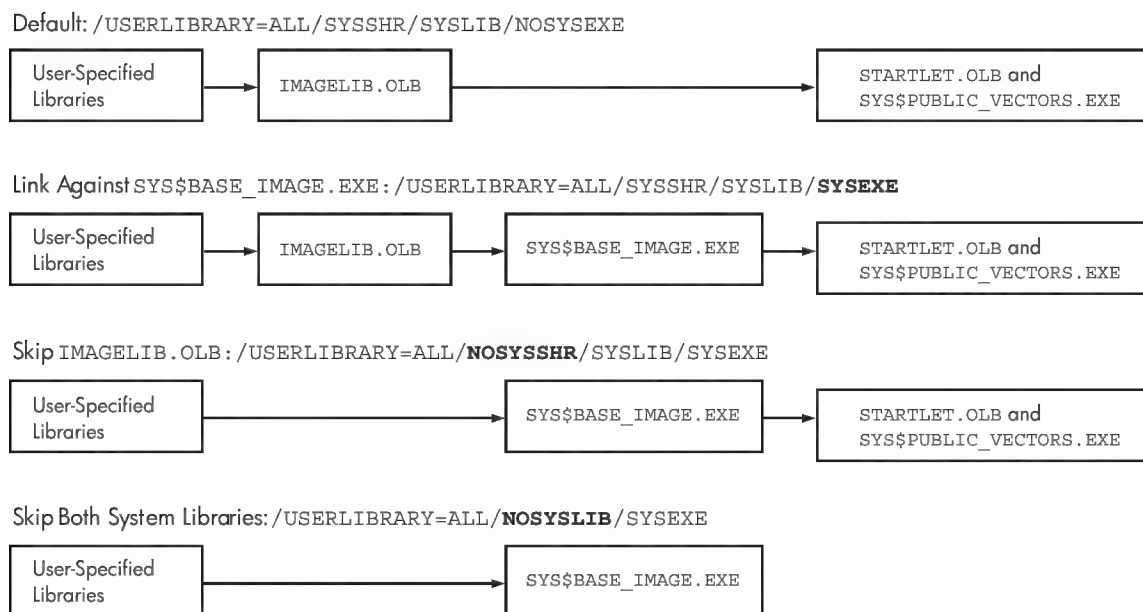 Default: /USERLIBRARY=ALL/SYSSHR/SYSLIB/NOSYSEXE
User-Specified
Libraries
IMAGELIB.OLB
STARTLET.OLB and
SYS$PUBLIC_VECTORS.EXE
Link Against SYS$BASE_IMAGE.EXE:/USERLIBRARY=ALL/SYSSHR/SYSLIB/SYSEXE
User-Specified
Libraries
IMAGELIB.OLB
SYS$BASE_IMAGE.EXE
STARTLET.OLB and
SYS$PUBLIC_VECTORS.EXE
Skip IMAGELIB.OLB:/USERLIBRARY=ALL/NOSYSSHR/SYSLIB/SYSEXE
User-Specified
Libraries
SYS$BASE_IMAGE.EXE
STARTLET.OLB and
SYS$PUBLIC_VECTORS.EXE
Skip Both System Libraries: /USERLIBRARY=ALL/NOSYSLIB/SYSEXE
User-Specified
Libraries
SYS$BASE_IMAGE.EXE